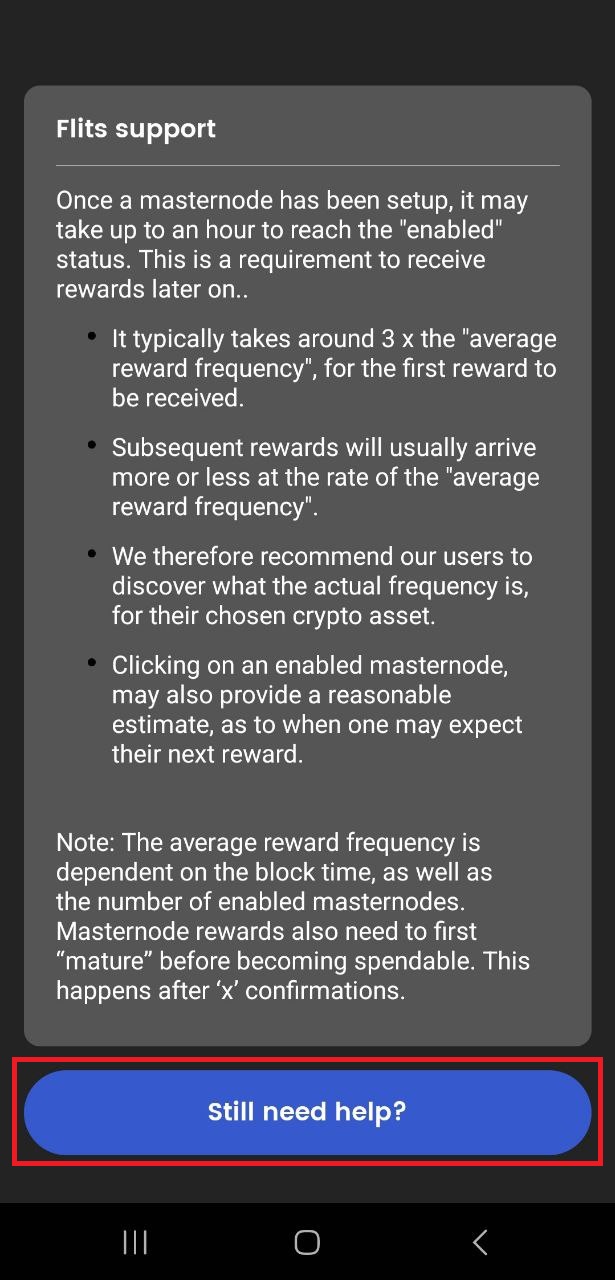 Flits support
Once a masternode has been setup, it may
take up to an hour to reach the "enabled"
status. This is a requirement to receive
rewards later on..
It typically takes around 3 x the "average
reward frequency", for the first reward to
be received.
Subsequent rewards will usually arrive
more or less at the rate of the "average
reward frequency".
We therefore recommend our users to
discover what the actual frequency is,
for their chosen crypto asset.
Clicking on an enabled masternode,
may also provide a reasonable
estimate, as to when one may expect
their next reward.
Note: The average reward frequency is
dependent on the block time, as well as
the number of enabled masternodes.
Masternode rewards also need to first
“mature” before becoming spendable. This
happens after ‘x’ confirmations.
Still need help?